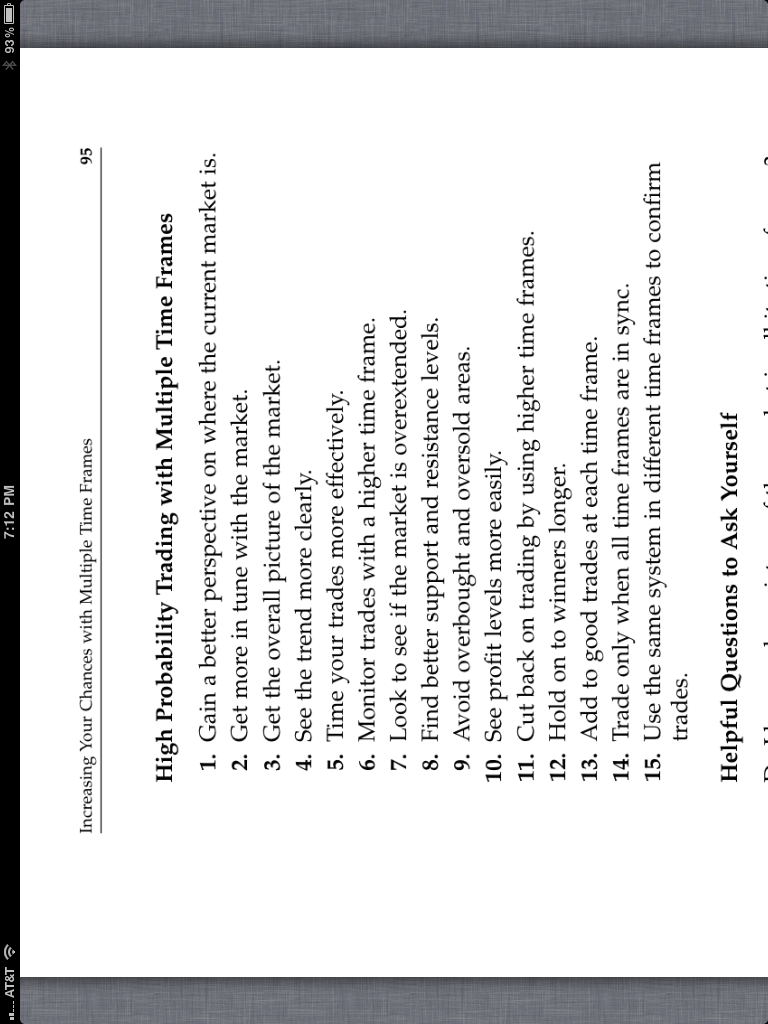 AT&T 7:12 PM 93%
Increasing Your Chances with Multiple Time Frames 95
High Probability Trading with Multiple Time Frames
1. Gain a better perspective on where the current market is.
2. Get more in tune with the market.
3. Get the overall picture of the market.
4. See the trend more clearly.
5. Time your trades more effectively.
6. Monitor trades with a higher time frame.
7. Look to see if the market is overextended.
8. Find better support and resistance levels.
9. Avoid overbought and oversold areas.
10. See profit levels more easily.
11. Cut back on trading by using higher time frames.
12. Hold on to winners longer.
13. Add to good trades at each time frame.
14. Trade only when all time frames are in sync.
15. Use the same system in different time frames to confirm
trades.
Helpful Questions to Ask Yourself